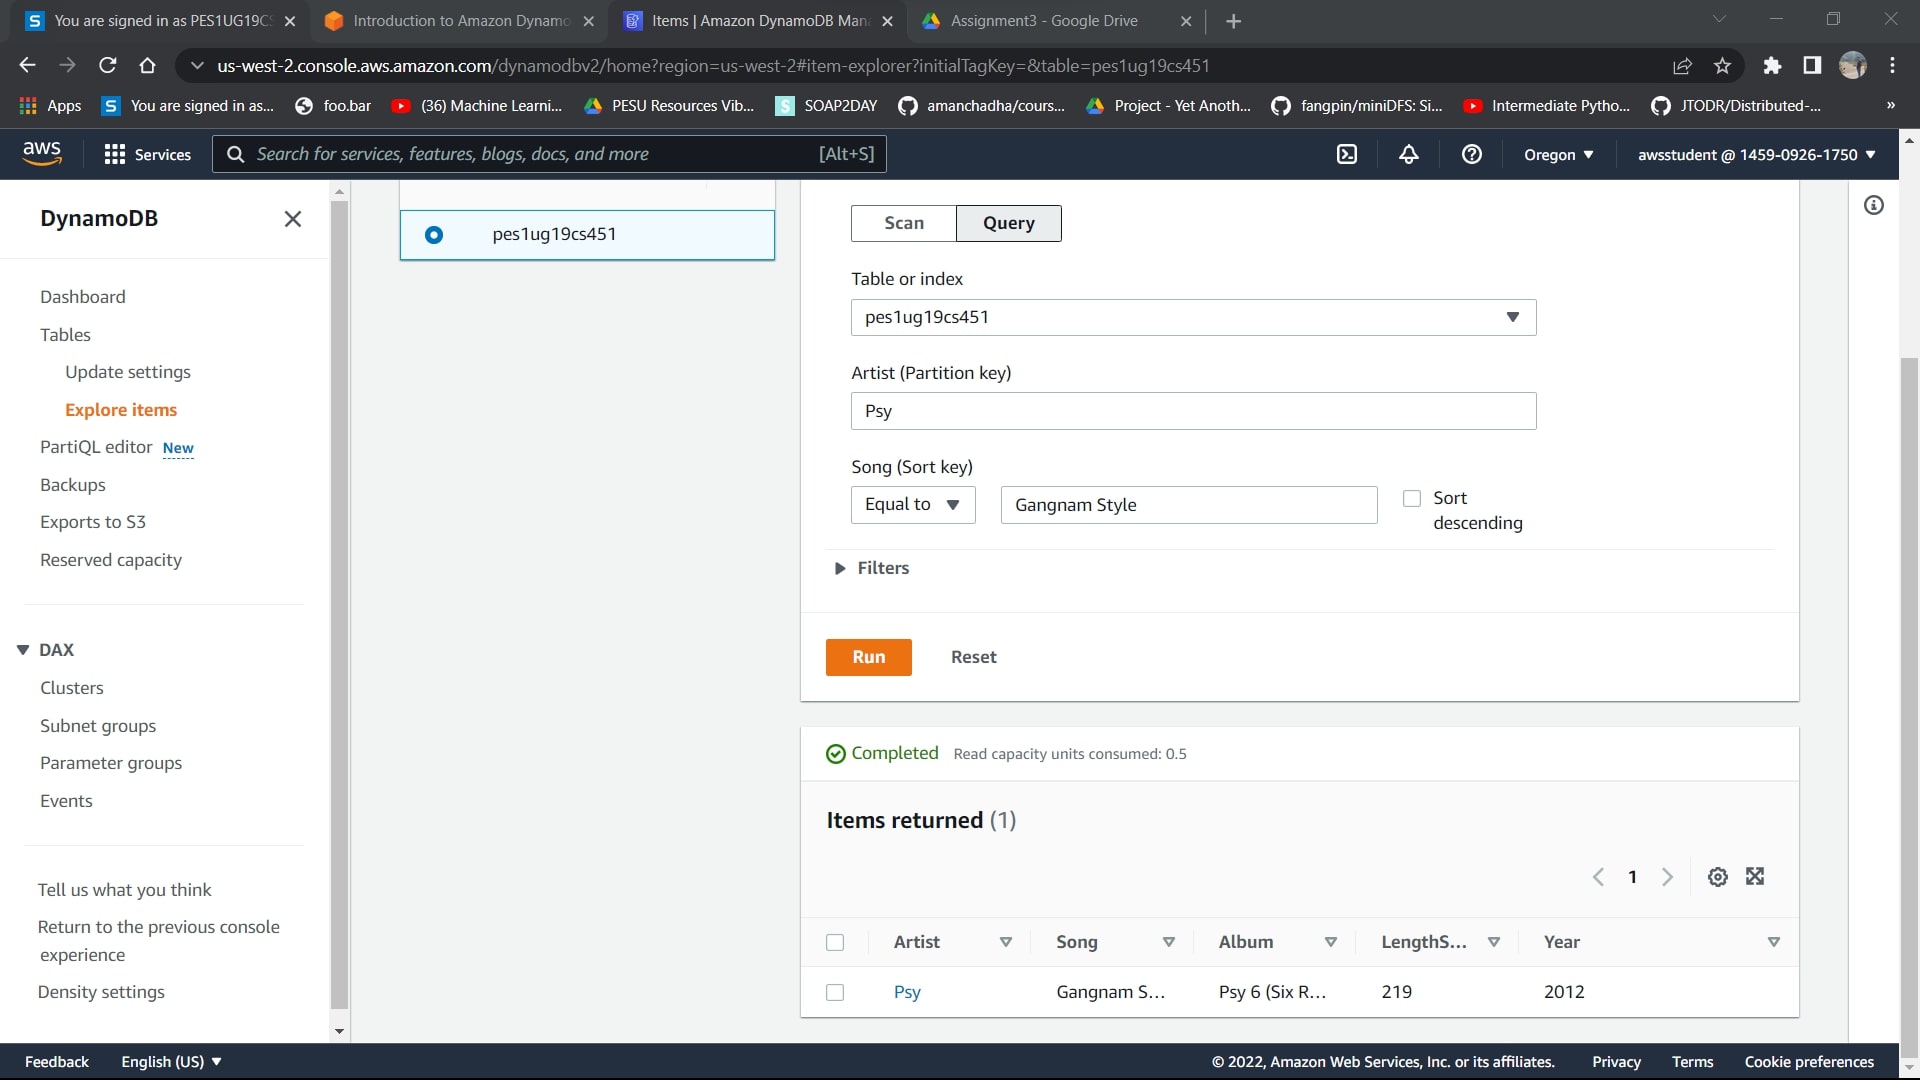 You are signed in as PES1UG19CS
Introduction to Amazon Dynamo
Items | Amazon DynamoDB Man
Assignment3 - Google Drive
us-west-2.console.aws.amazon.com/dynamodbv2/home?region=us-west-2#item-explorer?initialTagKey=&table=pes1ug19cs451
Apps
You are signed in as...
foo.bar
(36) Machine Learni...
PESU Resources Vib...
SOAP2DAY
amanchadha/cours...
Project - Yet Anoth...
fangpin/miniDFS: Si...
Intermediate Pytho...
JTODR/Distributed-...
»
aws
Services
Search for services, features, blogs, docs, and more [Alt+S]
Oregon
awsstudent @ 1459-0926-1750
DynamoDB
Dashboard
Tables
Update settings
Explore items
PartiQL editor New
Backups
Exports to S3
Reserved capacity
DAX
Clusters
Subnet groups
Parameter groups
Events
Tell us what you think
Return to the previous console
experience
Density settings
pes1ug19cs451
Scan
Query
Table or index
pes1ug19cs451
Artist (Partition key)
Psy
Song (Sort key)
Equal to
Gangnam Style
Sort
descending
Filters
Run
Reset
Completed Read capacity units consumed: 0.5
Items returned (1)
1
Artist Song Album LengthS... Year
Psy Gangnam S... Psy 6 (Six R... 219 2012
Feedback
English (US)
© 2022, Amazon Web Services, Inc. or its affiliates.
Privacy
Terms
Cookie preferences